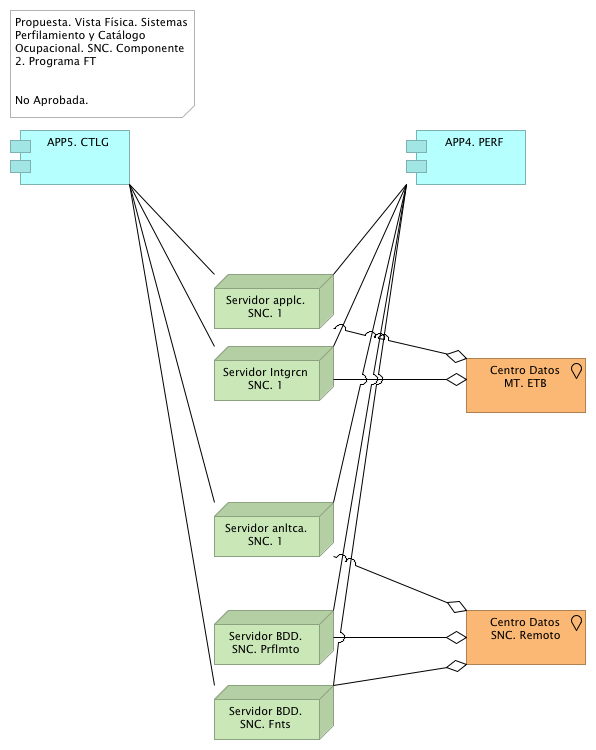 Propuesta. Vista Física. Sistemas
Perfilamiento y Catálogo
Ocupacional. SNC. Componente
2. Programa FT
No Aprobada.
APP5. CTLG
APP4. PERF
Servidor applc.
SNC. 1
Servidor Intgrcn
SNC. 1
Centro Datos
MT. ETB
Servidor anltca.
SNC. 1
Servidor BDD.
SNC. Prflmto
Centro Datos
SNC. Remoto
Servidor BDD.
SNC. Fnts